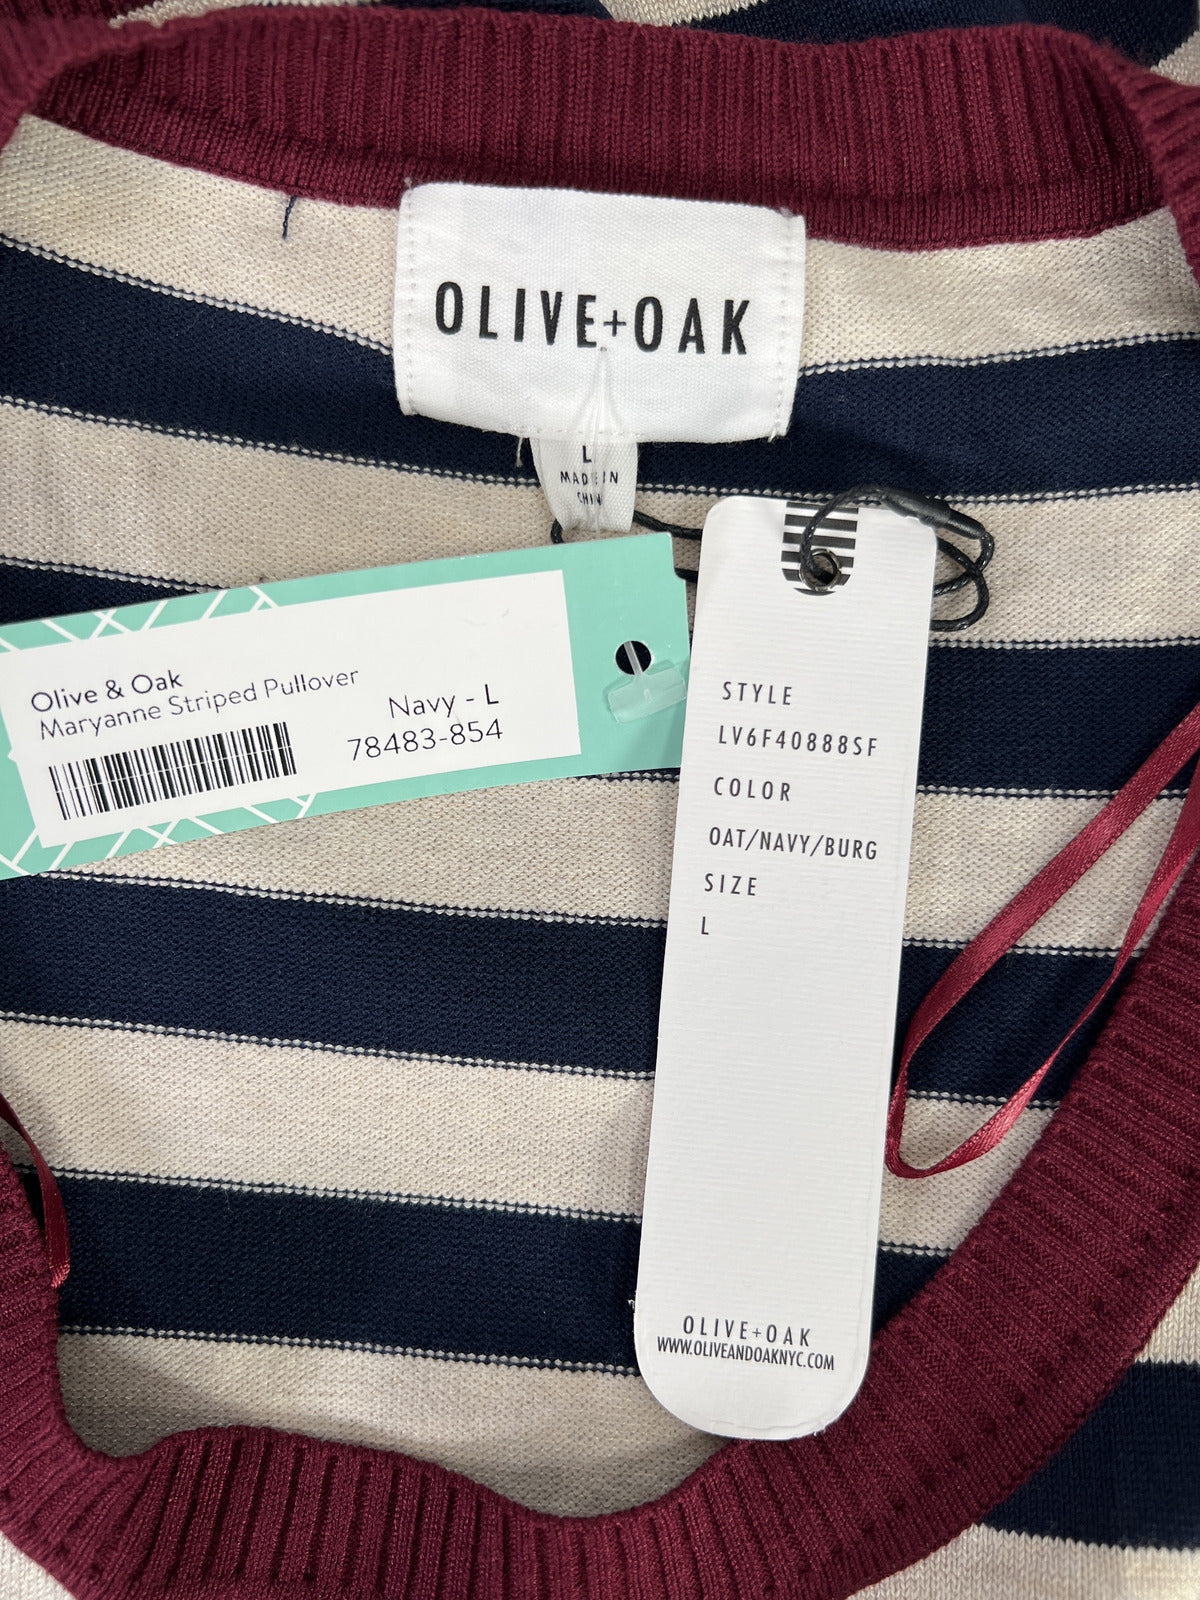 OLIVE+OAK
L
MADE IN
CHINA
Olive & Oak
Maryanne Striped Pullover
Navy - L
78483-854
STYLE
LV6F40888SF
COLOR
OAT/NAVY/BURG
SIZE
L
OLIVE+OAK
WWW.OLIVEANDOAKNYC.COM